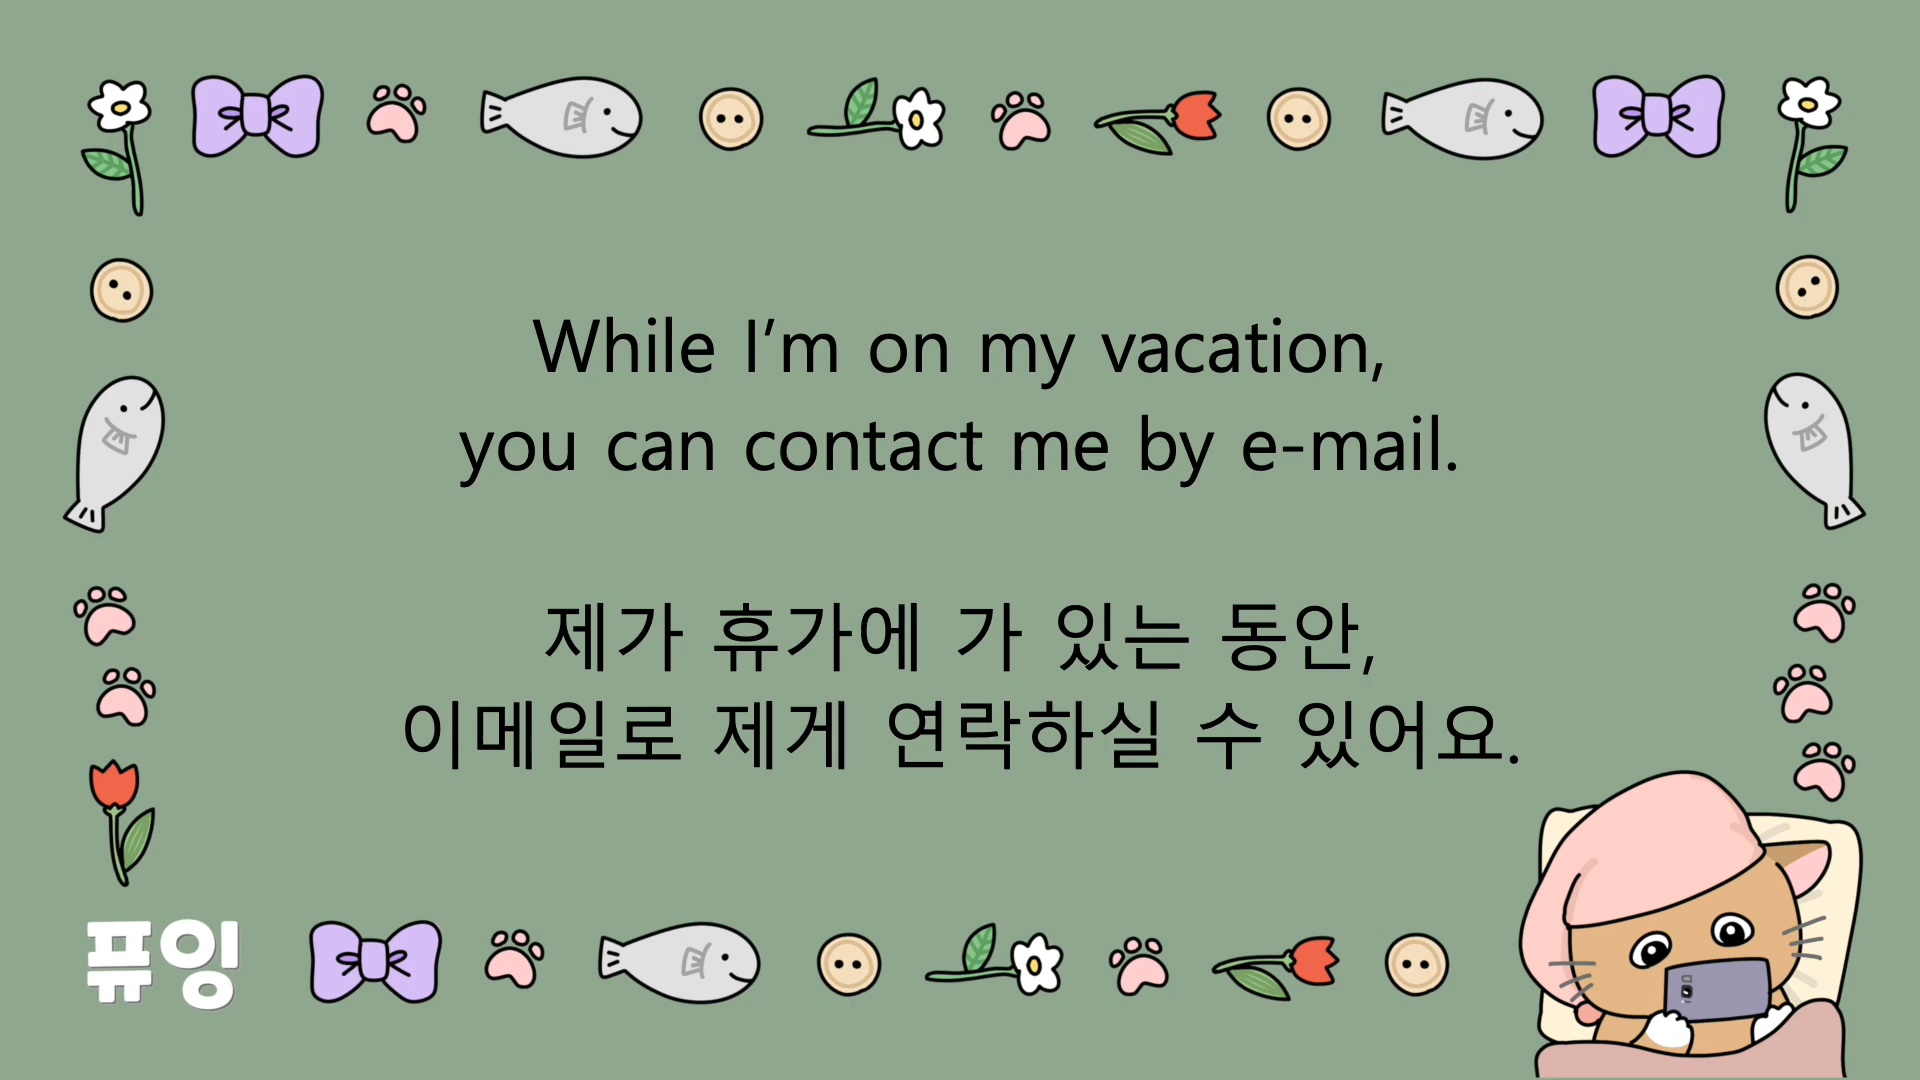 While I’m on my vacation,
you can contact me by e-mail.
제가 휴가에 가 있는 동안,
이메일로 제게 연락하실 수 있어요.
퓨잉